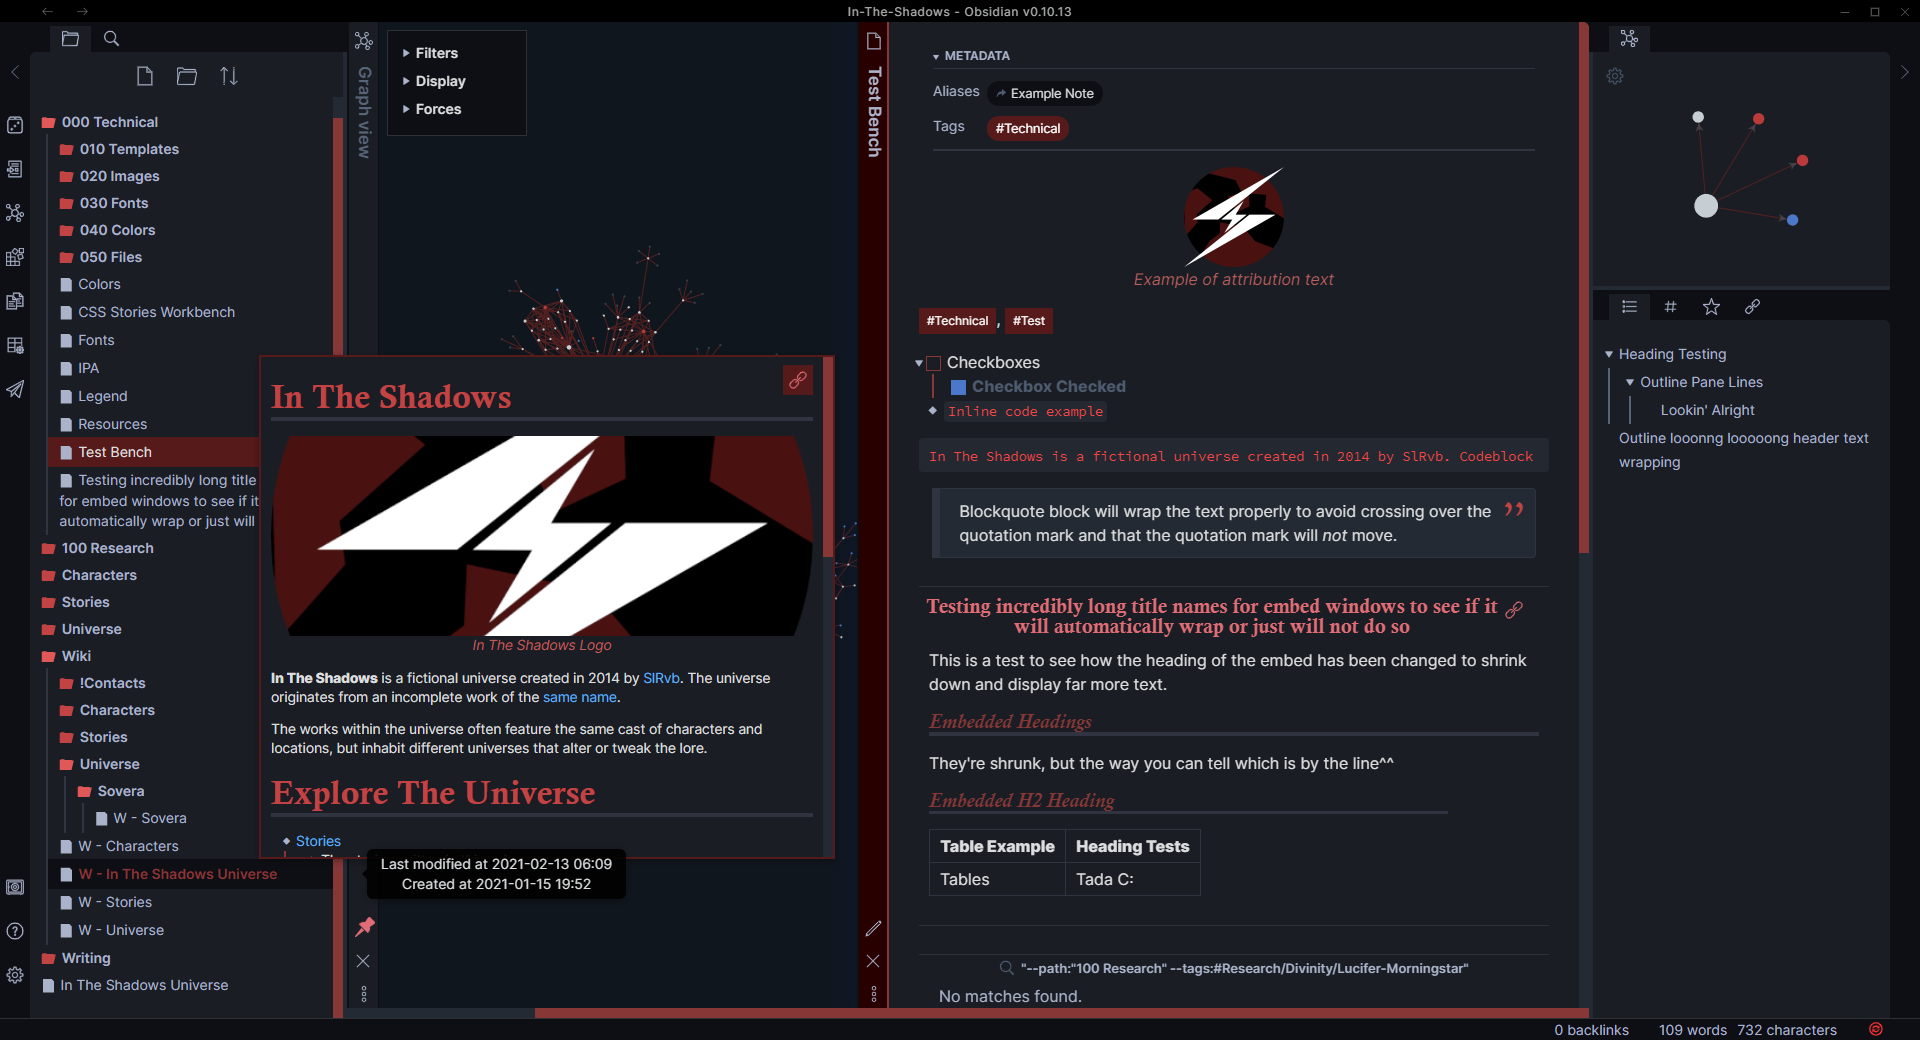 In-The-Shadows - Obsidian v0.10.13
000 Technical
010 Templates
020 Images
030 Fonts
040 Colors
050 Files
Colors
CSS Stories Workbench
Fonts
IPA
Legend
Resources
Test Bench
Testing incredibly long title
for embed windows to see if it
automatically wrap or just will
100 Research
Characters
Stories
Universe
Wiki
!Contacts
Characters
Stories
Universe
Sovera
W - Sovera
W - Characters
W - In The Shadows Universe
W - Stories
W - Universe
Writing
In The Shadows Universe
Graph view
Filters
Display
Forces
In The Shadows
In The Shadows Logo
In The Shadows is a fictional universe created in 2014 by SlRvb. The universe
originates from an incomplete work of the same name.
The works within the universe often feature the same cast of characters and
locations, but inhabit different universes that alter or tweak the lore.
Explore The Universe
Stories
Last modified at 2021-02-13 06:09
Created at 2021-01-15 19:52
Test Bench
METADATA
Aliases Example Note
Tags #Technical
Example of attribution text
#Technical , #Test
Checkboxes
Checkbox Checked
Inline code example
In The Shadows is a fictional universe created in 2014 by SlRvb. Codeblock
Blockquote block will wrap the text properly to avoid crossing over the
quotation mark and that the quotation mark will not move.
Testing incredibly long title names for embed windows to see if it
will automatically wrap or just will not do so
This is a test to see how the heading of the embed has been changed to shrink
down and display far more text.
Embedded Headings
They're shrunk, but the way you can tell which is by the line^^
Embedded H2 Heading
Table Example Heading Tests
Tables Tada C:
"--path:"100 Research" --tags:#Research/Divinity/Lucifer-Morningstar"
No matches found.
Heading Testing
Outline Pane Lines
Lookin' Alright
Outline looonng looooong header text
wrapping
0 backlinks 109 words 732 characters